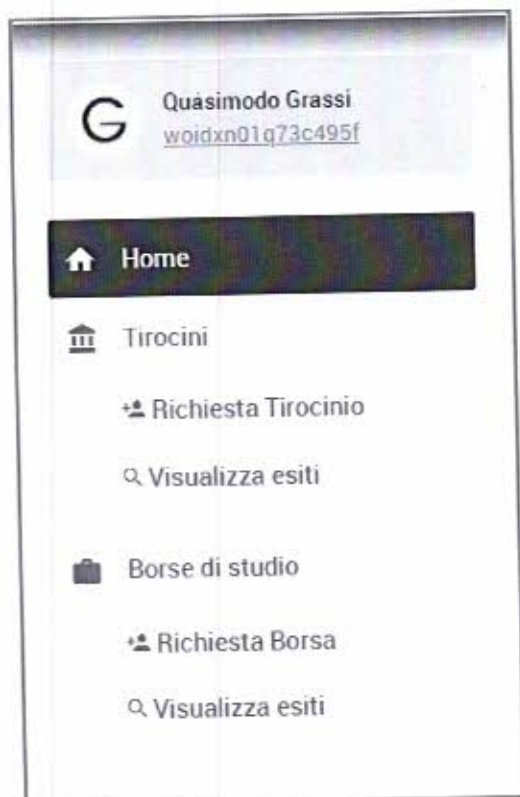 G
Quasimodo Grassi
woidxn01q73c495f
Home
Tirocini
Richiesta Tirocinio
Visualizza esiti
Borse di studio
Richiesta Borsa
Visualizza esiti